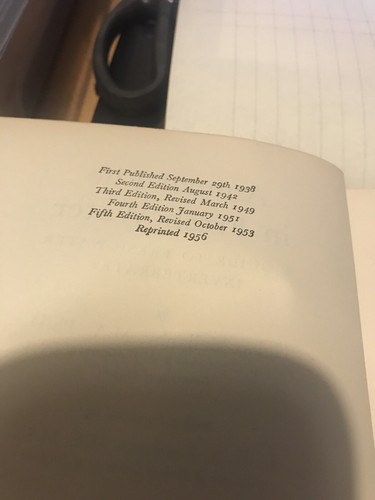 First Published September 29th 1938
Second Edition August 1942
Third Edition, Revised March 1949
Fourth Edition January 1951
Fifth Edition, Revised October 1953
Reprinted 1956